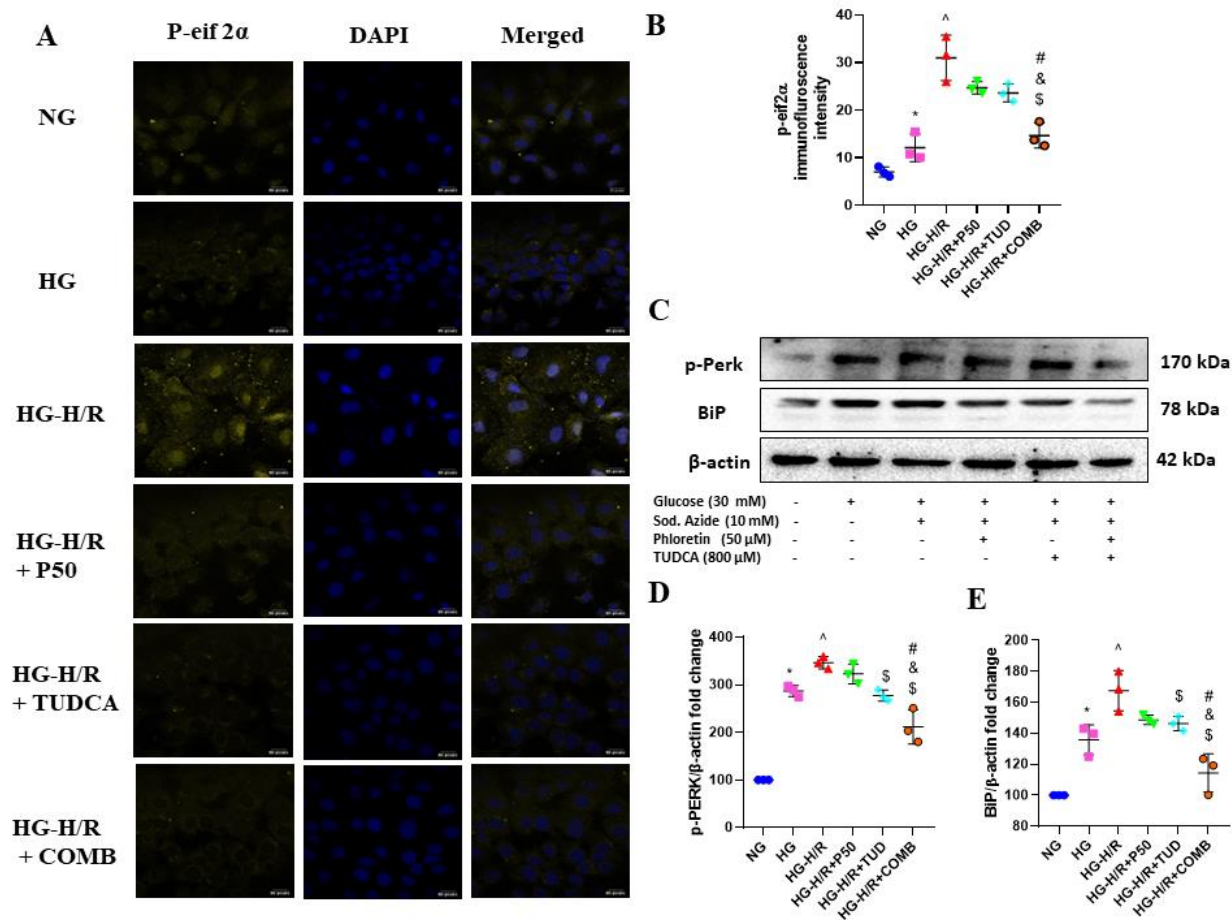 A
P-eif 2α DAPI Merged
NG
HG
HG-H/R
HG-H/R
+ P50
HG-H/R
+ TUDCA
HG-H/R
+ COMB
B
p-eif2α
immunofluroscence
intensity
40
30
20
10
0
*
^
#
&
$
NG HG HG-H/R HG-H/R+P50 HG-H/R+TUD HG-H/R+COMB
C
p-Perk 170 kDa
BiP 78 kDa
β-actin 42 kDa
Glucose (30 mM) - + + + + +
Sod. Azide (10 mM) - - + + + +
Phloretin (50 μM) - - - + - +
TUDCA (800 μM) - - - - + +
D
p-PERK/β-actin fold change
400
300
200
100
0
*
^
$
#
&
$
NG HG HG-H/R HG-H/R+P50 HG-H/R+TUD HG-H/R+COMB
E
BiP/β-actin fold change
200
180
160
140
120
100
80
*
^
$
#
&
$
NG HG HG-H/R HG-H/R+P50 HG-H/R+TUD HG-H/R+COMB